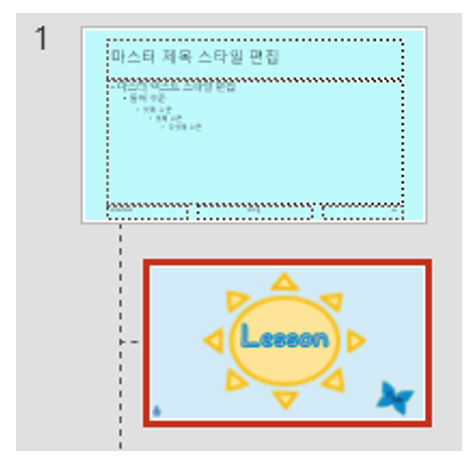 1
마스터 제목 스타일 편집
• 마스터 텍스트 스타일 편집
• 둘째 수준
• 셋째 수준
• 넷째 수준
• 다섯째 수준
Lesson